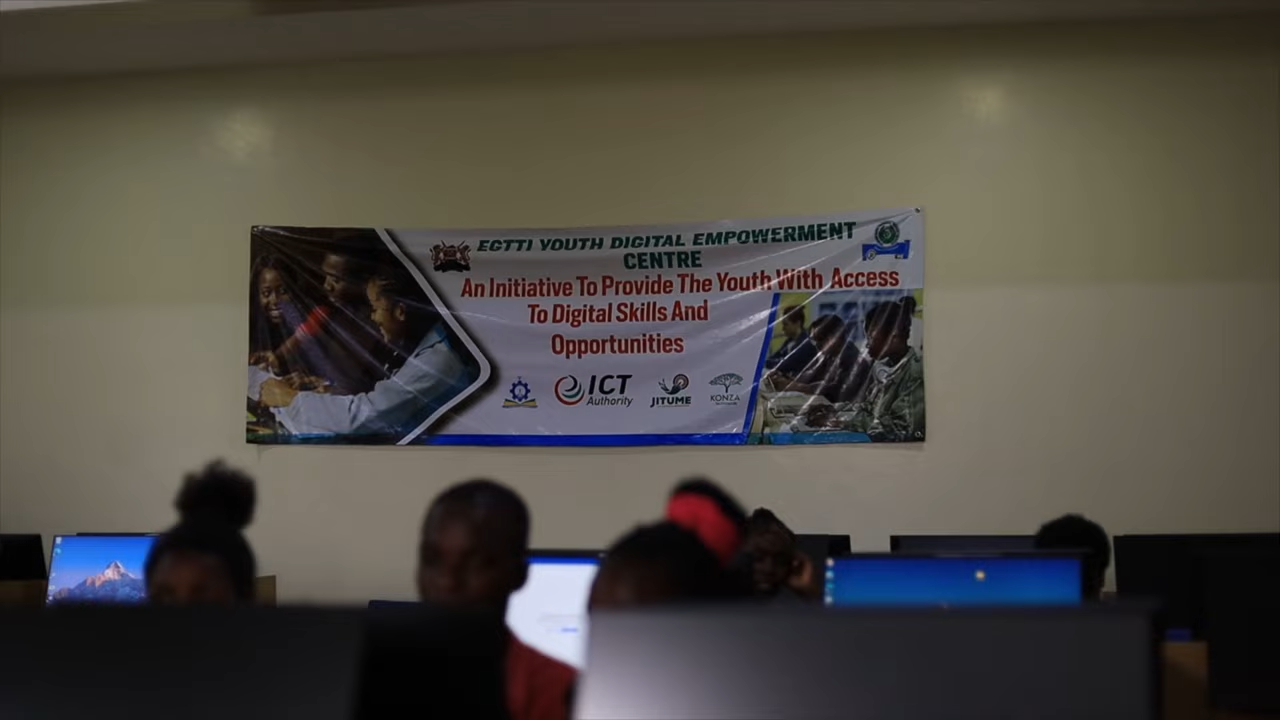 EGTTI YOUTH DIGITAL EMPOWERMENT
CENTRE
An Initiative To Provide The Youth With Access
To Digital Skills And
Opportunities
ICT
Authority
JITUME
KONZA